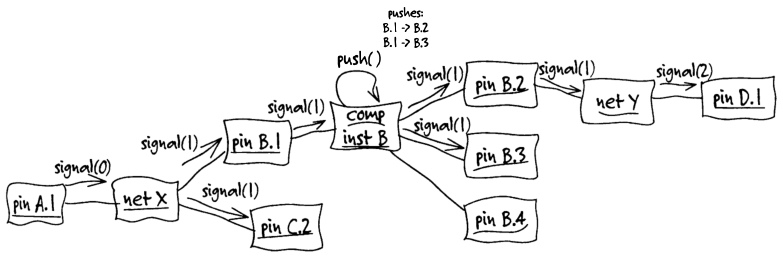 pushes:
B.1 -> B.2
B.1 -> B.3
push()
signal(1)
signal(1)
signal(2)
pin B.2
net Y
pin D.1
signal(1)
comp
inst B
signal(1)
signal(1)
pin B.1
pin B.3
signal(0)
signal(1)
pin A.1
net X
pin C.2
pin B.4